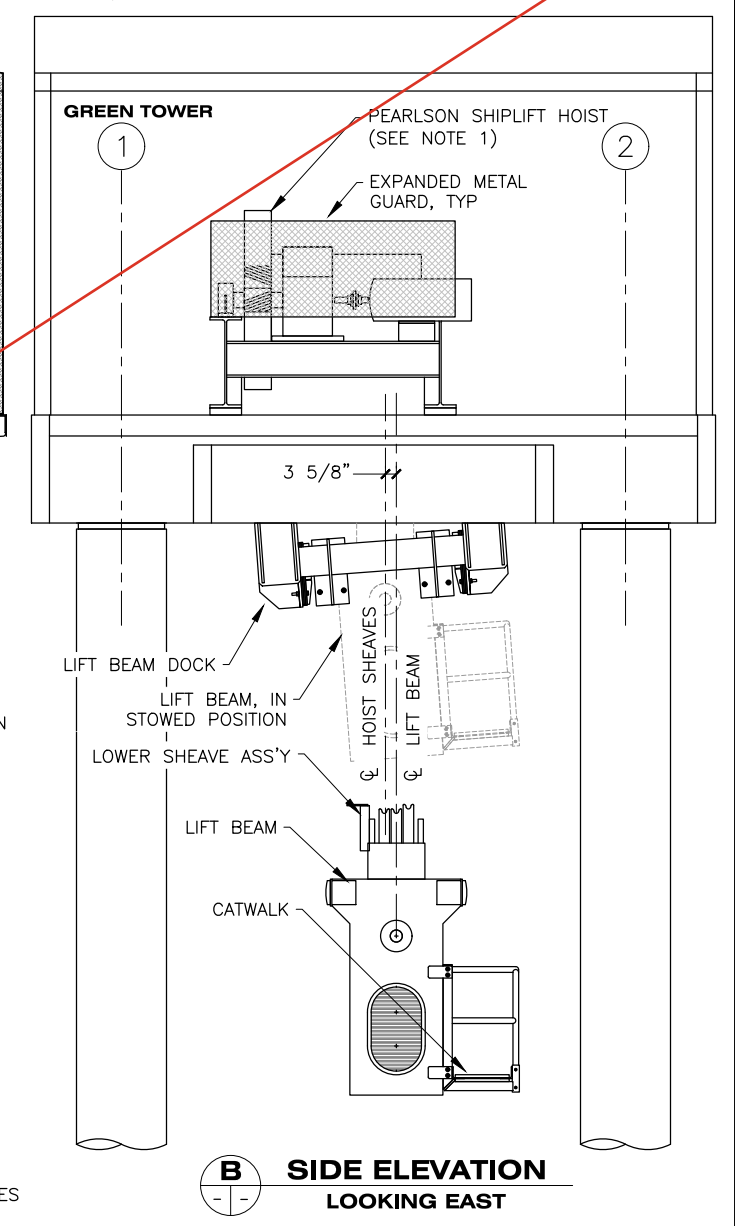 GREEN TOWER
1
PEARLSON SHIPLIFT HOIST
(SEE NOTE 1)
2
EXPANDED METAL
GUARD, TYP
3 5/8"
LIFT BEAM DOCK
HOIST SHEAVES
LIFT BEAM
LIFT BEAM, IN
STOWED POSITION
N
LOWER SHEAVE ASS'Y
℄
℄
LIFT BEAM
CATWALK
B
- -
SIDE ELEVATION
LOOKING EAST
ES